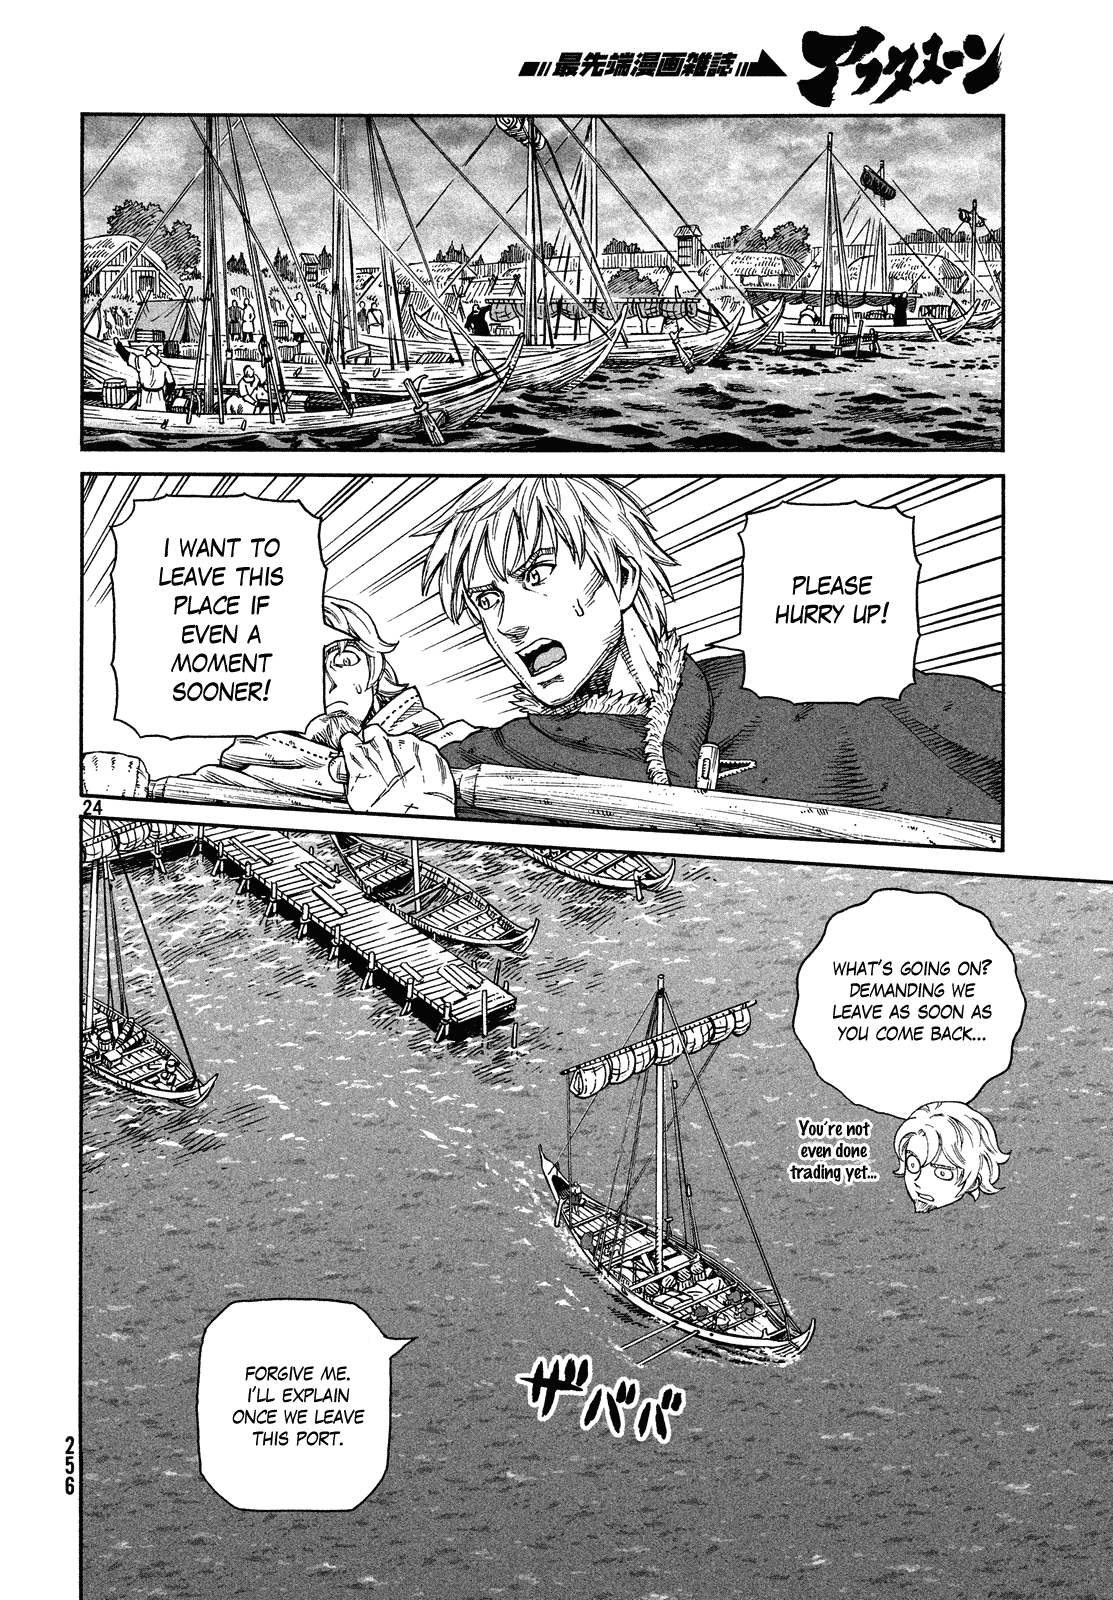 最先端漫画雑誌
アフタヌーン
PLEASE
HURRY UP!
I WANT TO
LEAVE THIS
PLACE IF
EVEN A
MOMENT
SOONER!
24
WHAT'S GOING ON?
DEMANDING WE
LEAVE AS SOON AS
YOU COME BACK...
You're not
even done
trading yet...
FORGIVE ME.
I'LL EXPLAIN
ONCE WE LEAVE
THIS PORT.
ザババ
256